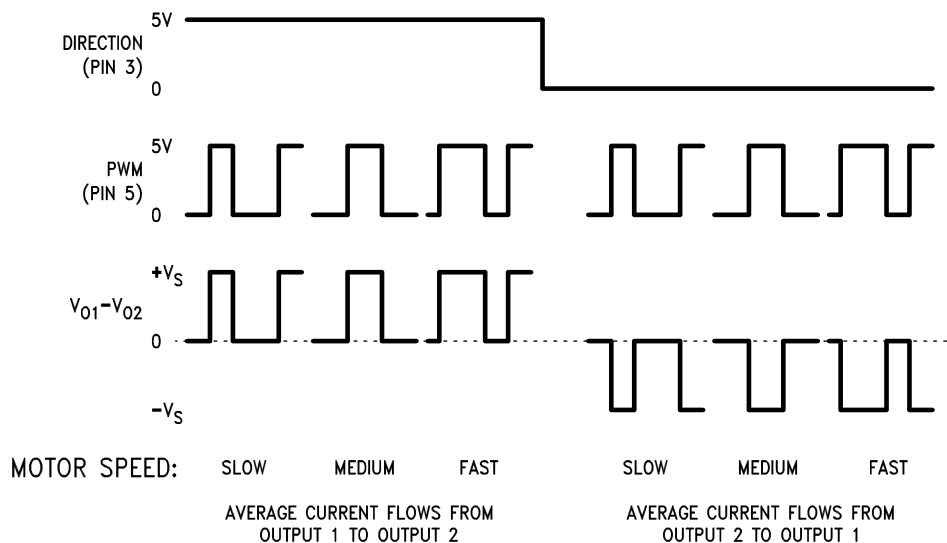 5V
DIRECTION
(PIN 3)
0
5V
PWM
(PIN 5)
0
+VS
VO1−VO2
0
−VS
MOTOR SPEED: SLOW MEDIUM FAST SLOW MEDIUM FAST
AVERAGE CURRENT FLOWS FROM
OUTPUT 1 TO OUTPUT 2
AVERAGE CURRENT FLOWS FROM
OUTPUT 2 TO OUTPUT 1